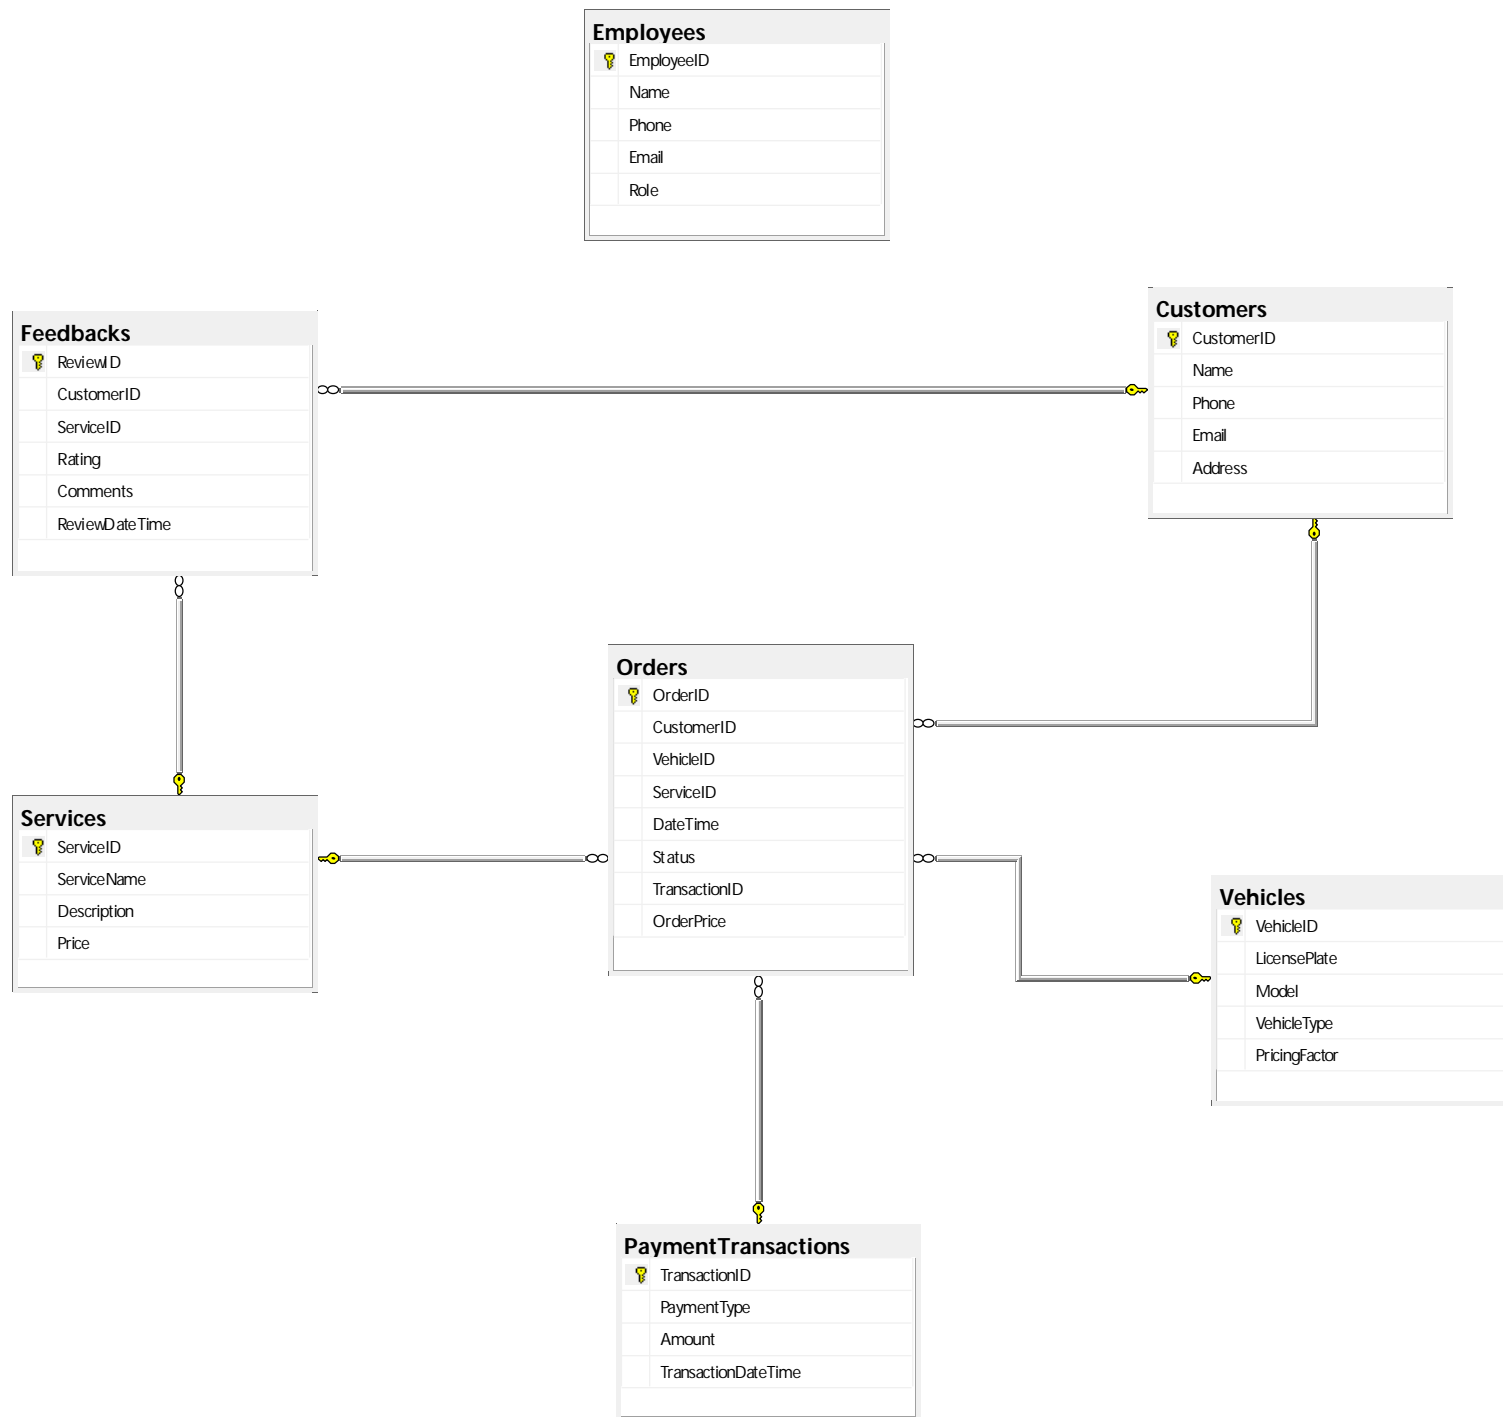 Employees
EmployeeID
Name
Phone
Email
Role
Feedbacks
ReviewID
CustomerID
ServiceID
Rating
Comments
ReviewDateTime
Customers
CustomerID
Name
Phone
Email
Address
Orders
OrderID
CustomerID
VehicleID
ServiceID
DateTime
Status
TransactionID
OrderPrice
Services
ServiceID
ServiceName
Description
Price
Vehicles
VehicleID
LicensePlate
Model
VehicleType
PricingFactor
PaymentTransactions
TransactionID
PaymentType
Amount
TransactionDateTime